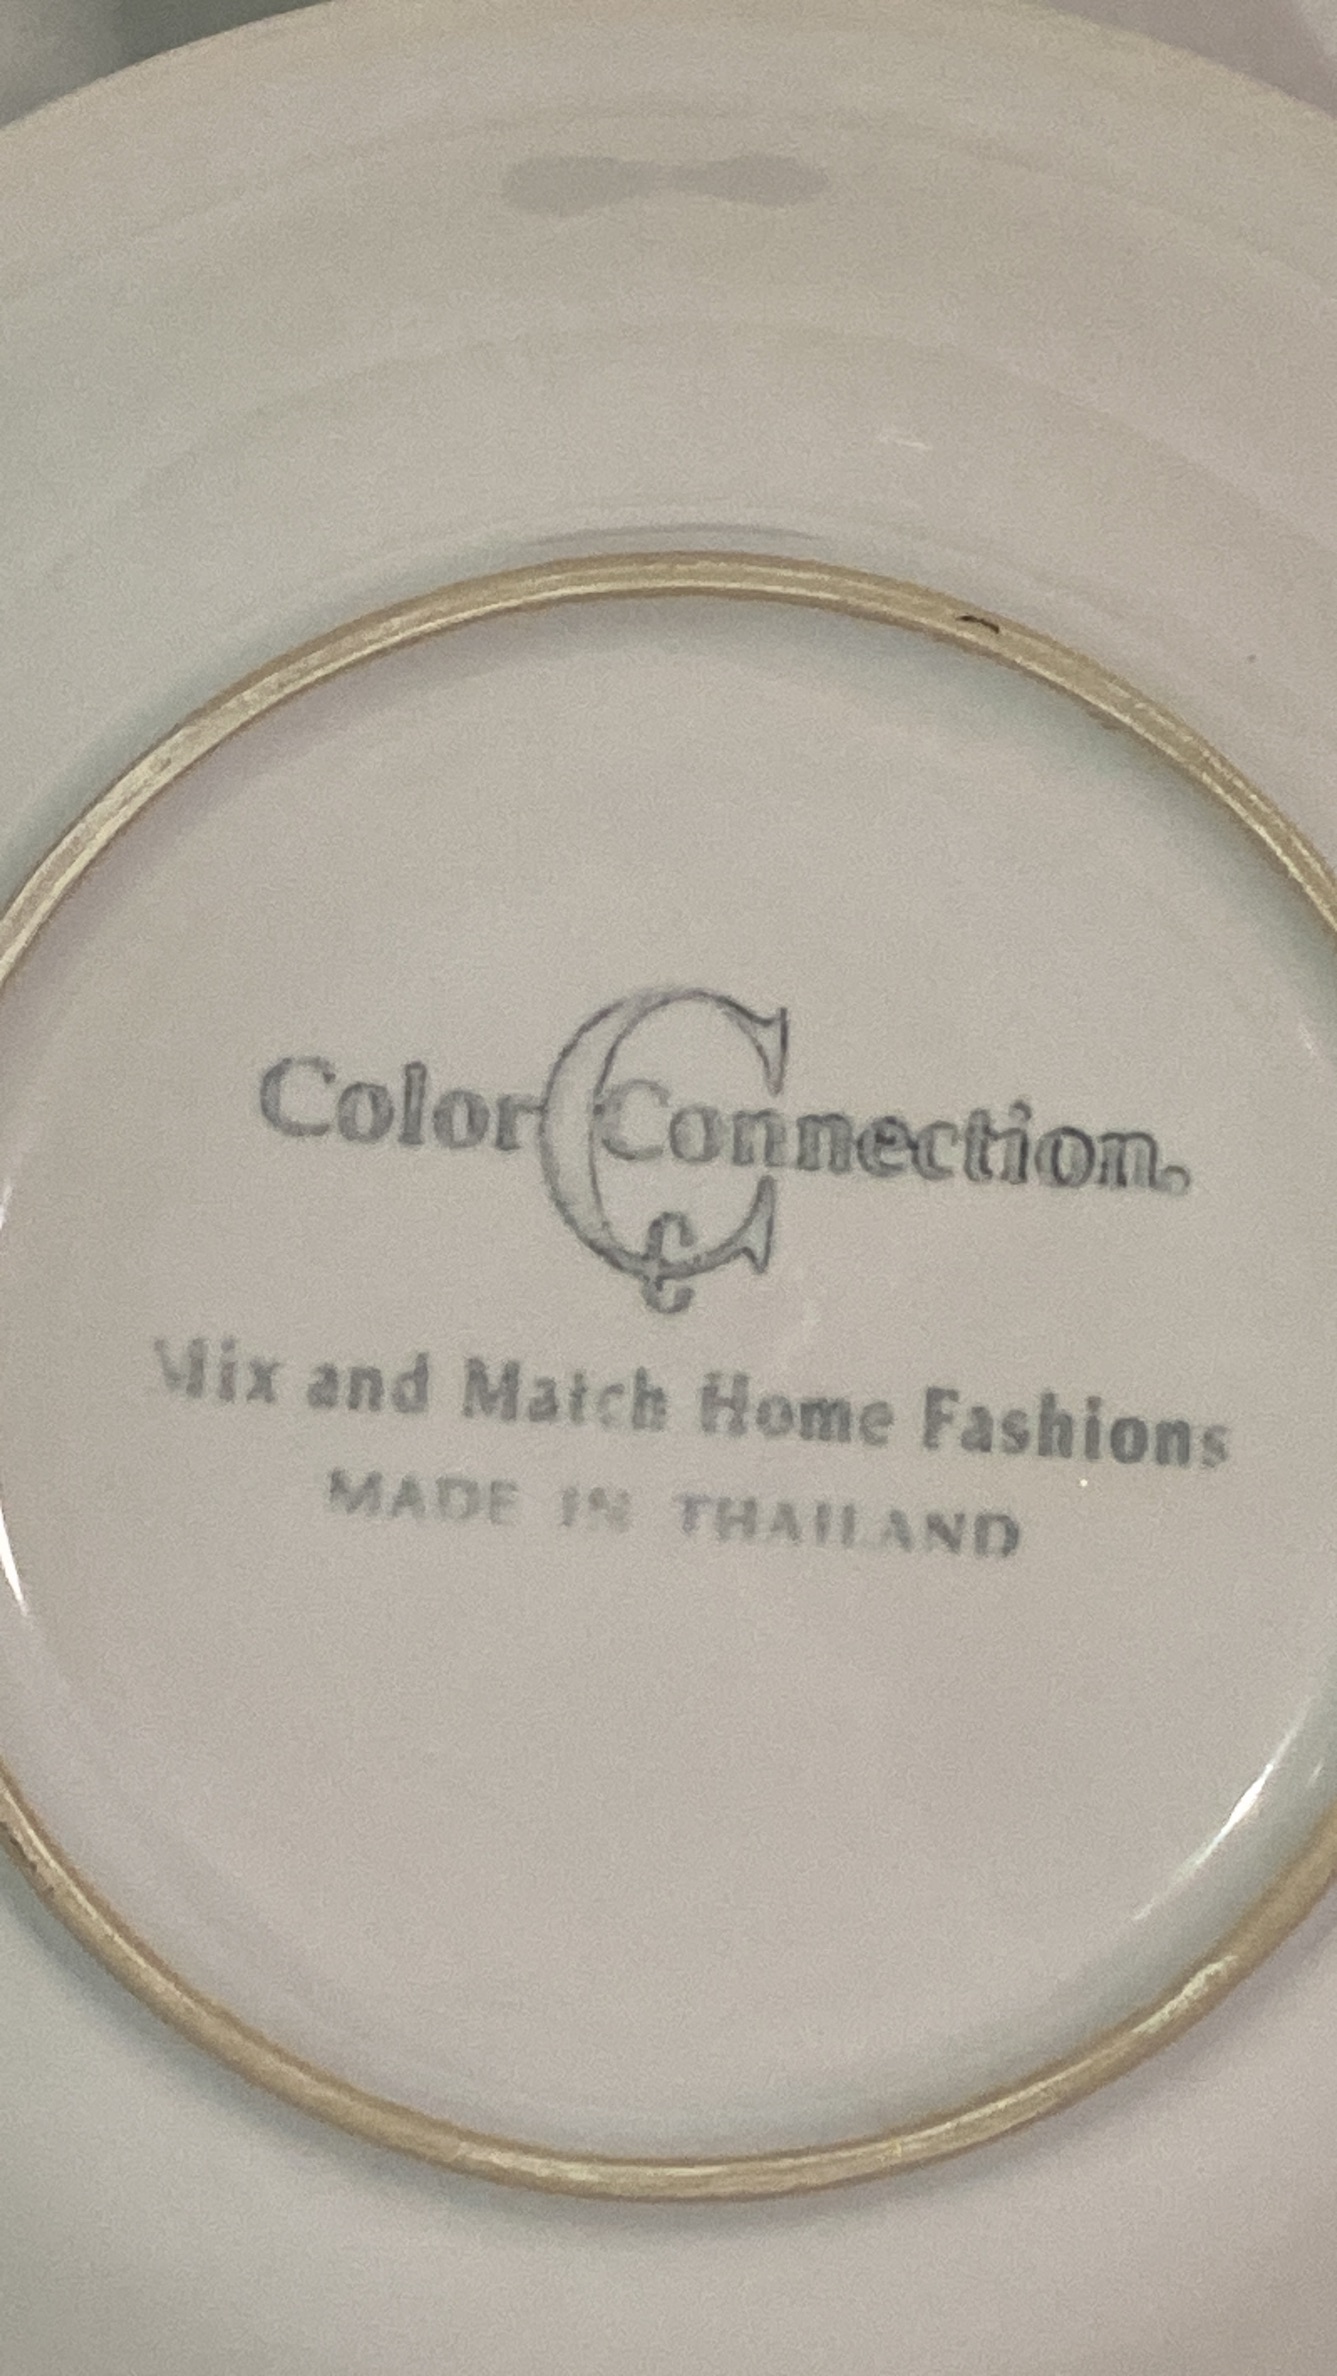 Color Connection.
C
Mix and Match Home Fashions
MADE IN THAILAND